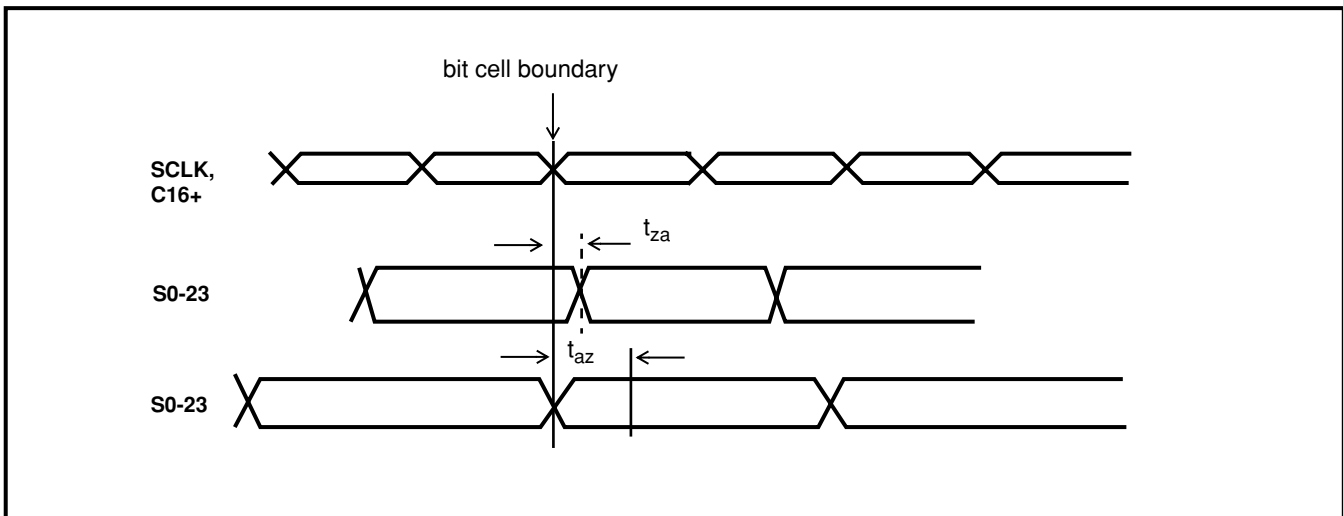 bit cell boundary
SCLK,
C16+
tza
S0-23
taz
S0-23